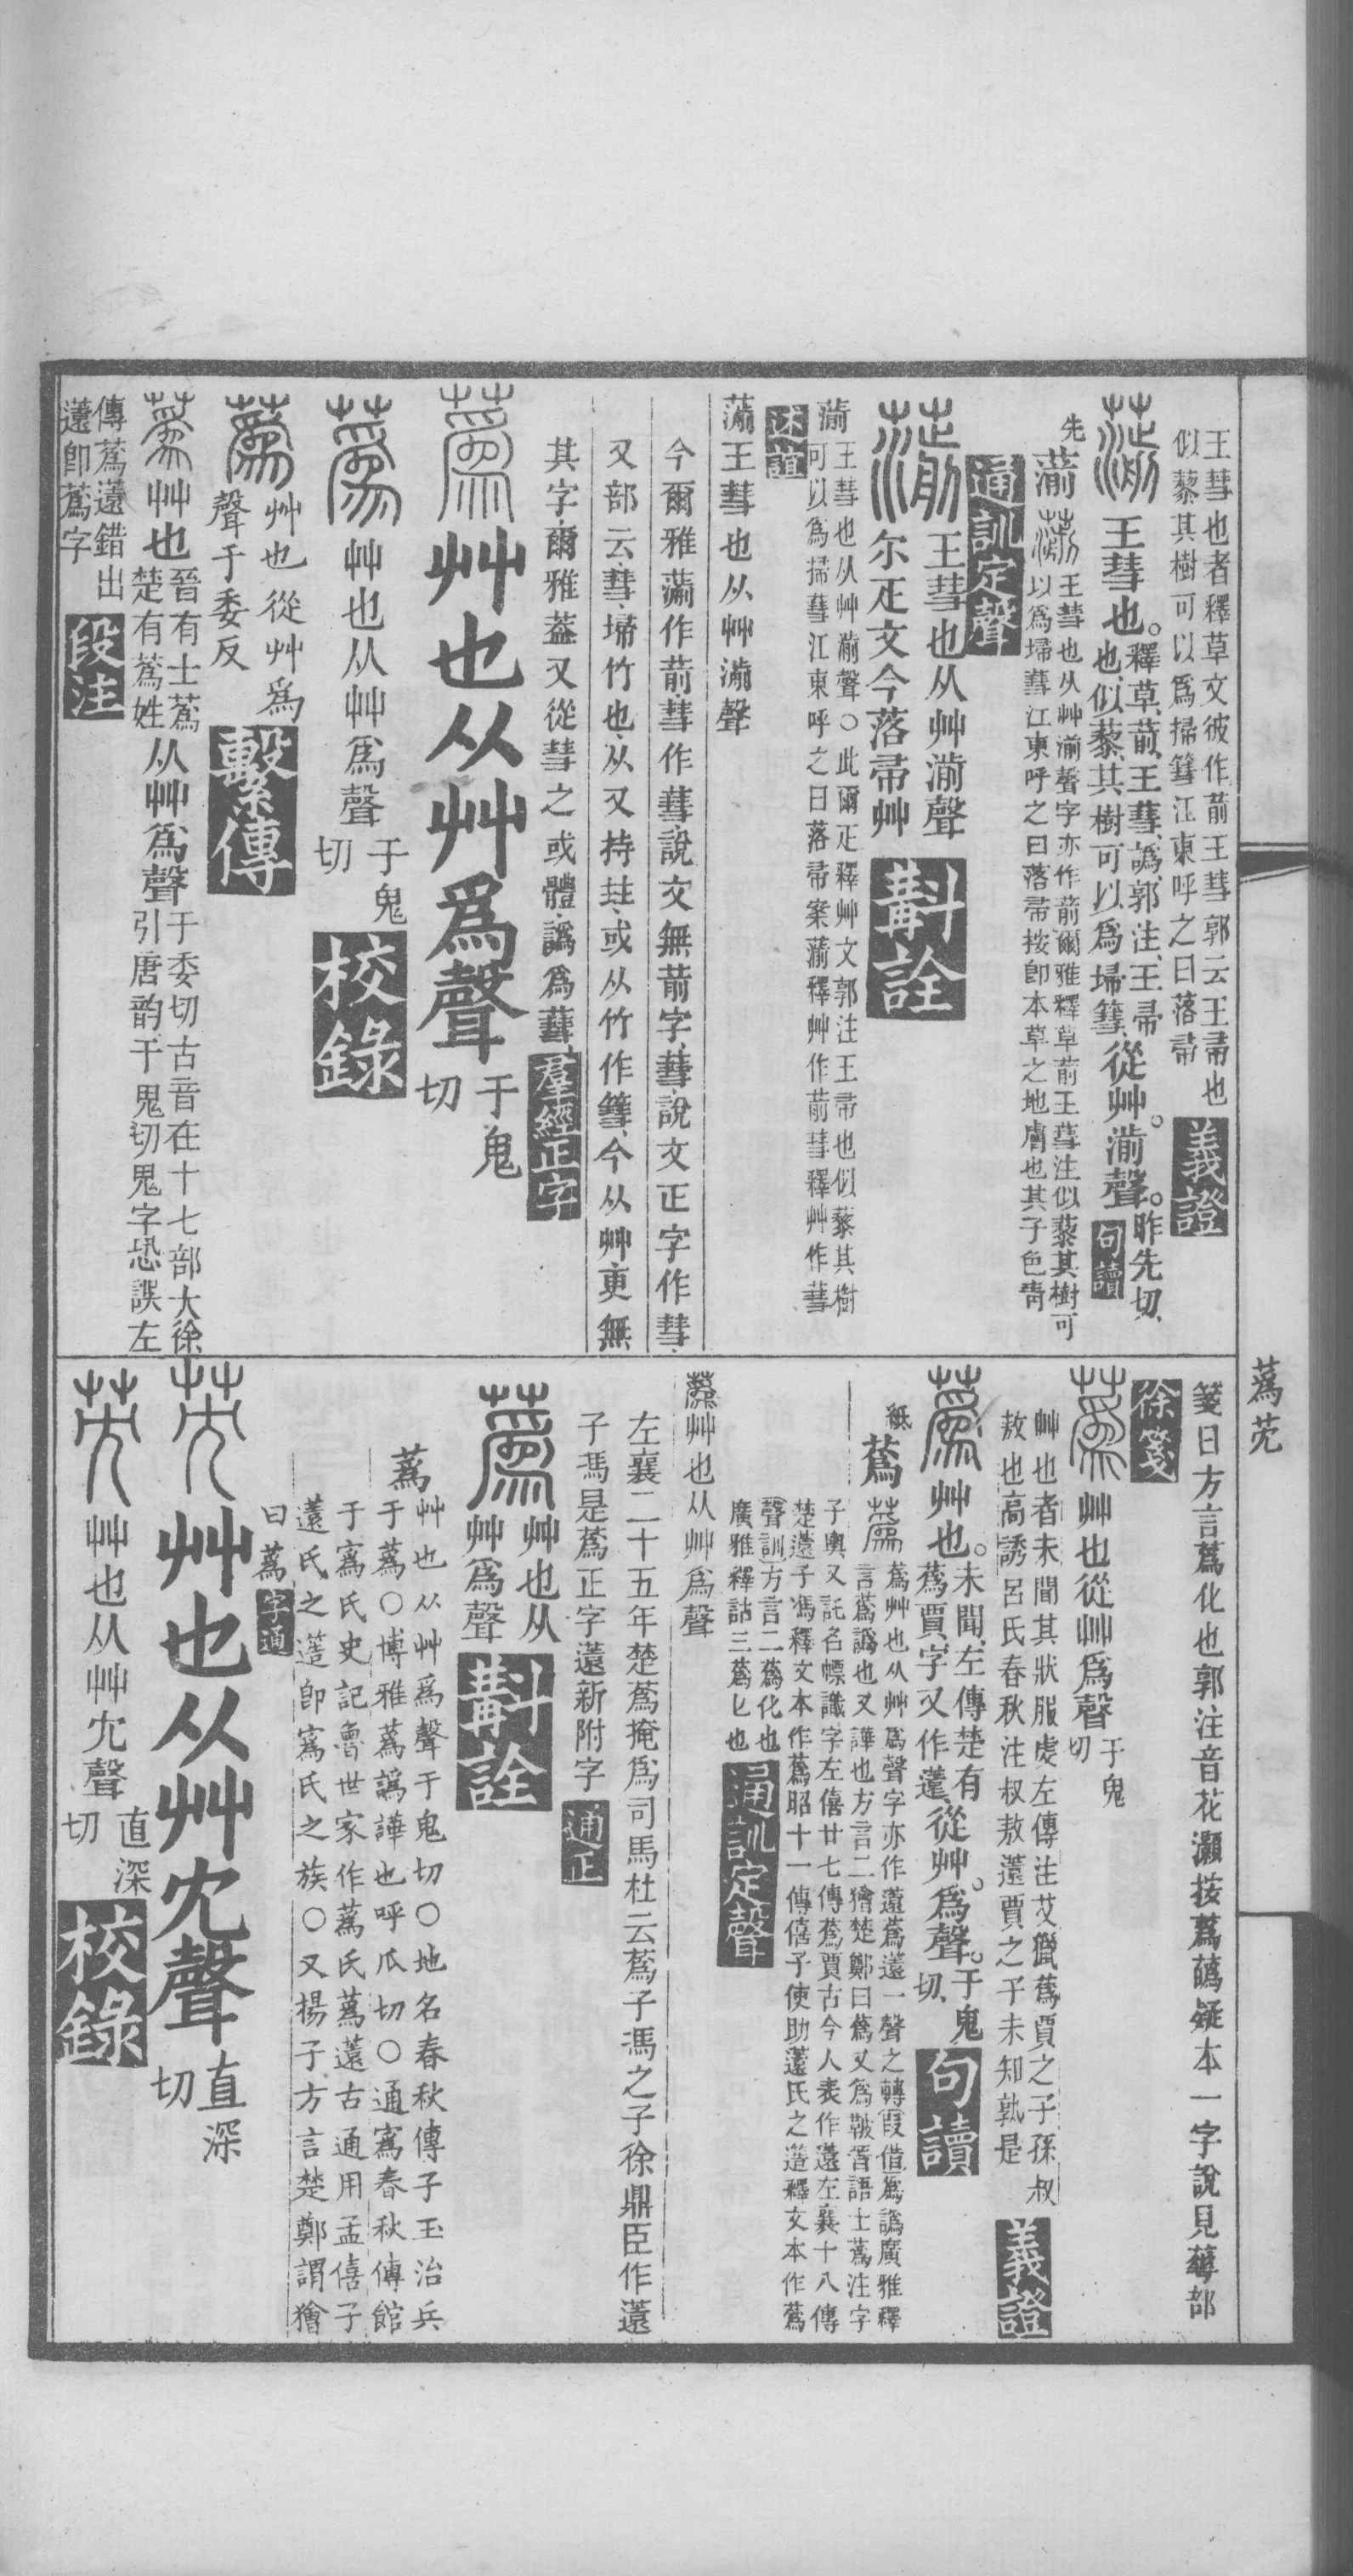 王彗也者釋草文彼作葥王彗郭云王帚也
似藜其樹可以爲掃篲江東呼之曰落帚
義證
王彗也。釋草葥王彗譌郭注王帚
也似藜其樹可以爲埽篲從艸。湔聲。昨先切
句讀
先
蔪王彗也从艸湔聲字亦作葥爾雅釋草葥王彗注似藜其樹可
以爲埽彗江東呼之曰落帚按卽本草之地膚也其子色靑
通訓定聲
王彗也从艸湔聲
尒疋文今落帚艸
斠詮
王彗也从艸湔聲〇此爾疋釋艸文郭注王帚也似藜其樹
可以爲掃彗江東呼之曰落帚案釋艸作葥彗釋艸作彗
述誼
王彗也从艸湔聲
今爾雅作葥彗作彗說文無葥字彗說文正字作彗
又部云彗埽竹也从又持𡴎或从竹作篲今从艸更無
其字爾雅葢又從彗之或體譌爲
羣經正字
艸也从艸爲聲
于鬼
切
艸也从艸爲聲
于鬼
切
校錄
艸也從艸爲
聲于委反
繫傳
艸也晉有士蔿
楚有蔿姓从艸爲聲于委切古音在十七部大徐
引唐韵于鬼切鬼字恐誤左
傳蔿薳錯出
薳卽蔿字
段注
蔿芫
箋曰方言蔿化也郭注音花灝按蔿譌疑本一字說見部
徐箋
艸也從艸爲聲
于鬼
切
艸也者未聞其狀服虔左傳注艾獵蔿賈之子孫叔
敖也高誘呂氏春秋注叔敖薳賈之子未知孰是
義證
艸也。未聞左傳楚有
蔿賈字又作薳從艸。爲聲。于鬼
切
句讀
紙
蔿
蔿艸也从艸爲聲字亦作薳蔿薳一聲之轉叚借爲譌廣雅釋
言蔿譌也又譁也方言二獪楚鄭曰蔿又爲晉語士蔿注字
子輿又託名幖識字左僖廿七傳蔿賈古今人表作薳左襄十八傳
楚薳子馮釋文本作蔿昭十一傳僖子使助薳氏之簉釋文本作蔿
聲訓方言二蔿化也
廣雅釋詁三蔿匕也
通訓定聲
艸也从艸爲聲
左襄二十五年楚蔿掩爲司馬杜云蔿子馮之子徐鼎臣作薳
子馮是蔿正字薳新附字
通正
艸也从
艸爲聲
斠詮
蔿
艸也从艸爲聲于鬼切〇地名春秋傳子玉治兵
于蔿〇博雅蔿譌譁也呼瓜切〇通寪春秋傳館
于寪氏史記魯世家作蔿氏蔿薳古通用孟僖子
薳氏之簉卽寪氏之族〇又揚子方言楚鄭謂獪
曰蔿
字通
艸也从艸冘聲
直深
切
艸也从艸冘聲
直深
切
校錄